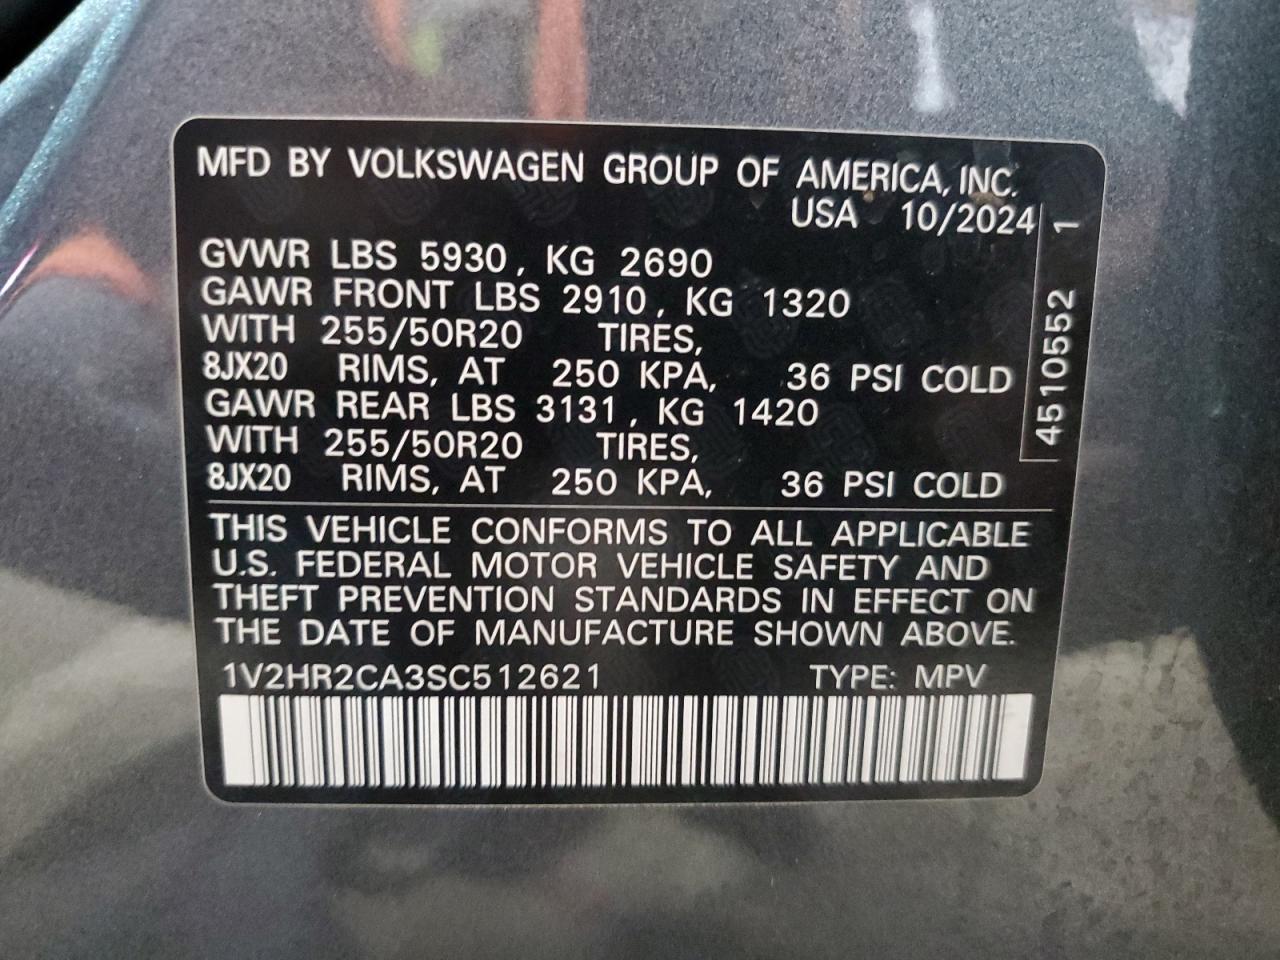 MFD BY VOLKSWAGEN GROUP OF AMERICA, INC.
USA 10/2024
GVWR LBS 5930, KG 2690
GAWR FRONT LBS 2910, KG 1320
WITH 255/50R20 TIRES,
8JX20 RIMS, AT 250 KPA, 36 PSI COLD
GAWR REAR LBS 3131, KG 1420
WITH 255/50R20 TIRES,
8JX20 RIMS, AT 250 KPA, 36 PSI COLD
4510552 1
THIS VEHICLE CONFORMS TO ALL APPLICABLE
U.S. FEDERAL MOTOR VEHICLE SAFETY AND
THEFT PREVENTION STANDARDS IN EFFECT ON
THE DATE OF MANUFACTURE SHOWN ABOVE.
1V2HR2CA3SC512621 TYPE: MPV